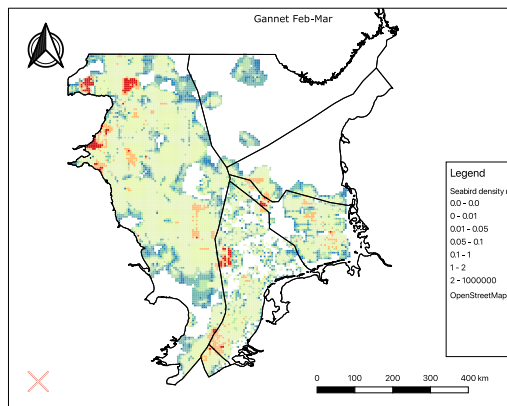 Gannet Feb-Mar
Legend
Seabird density
0.0 - 0.0
0 - 0.01
0.01 - 0.05
0.05 - 0.1
0.1 - 1
1 - 2
2 - 1000000
OpenStreetMap
0 100 200 300 400 km